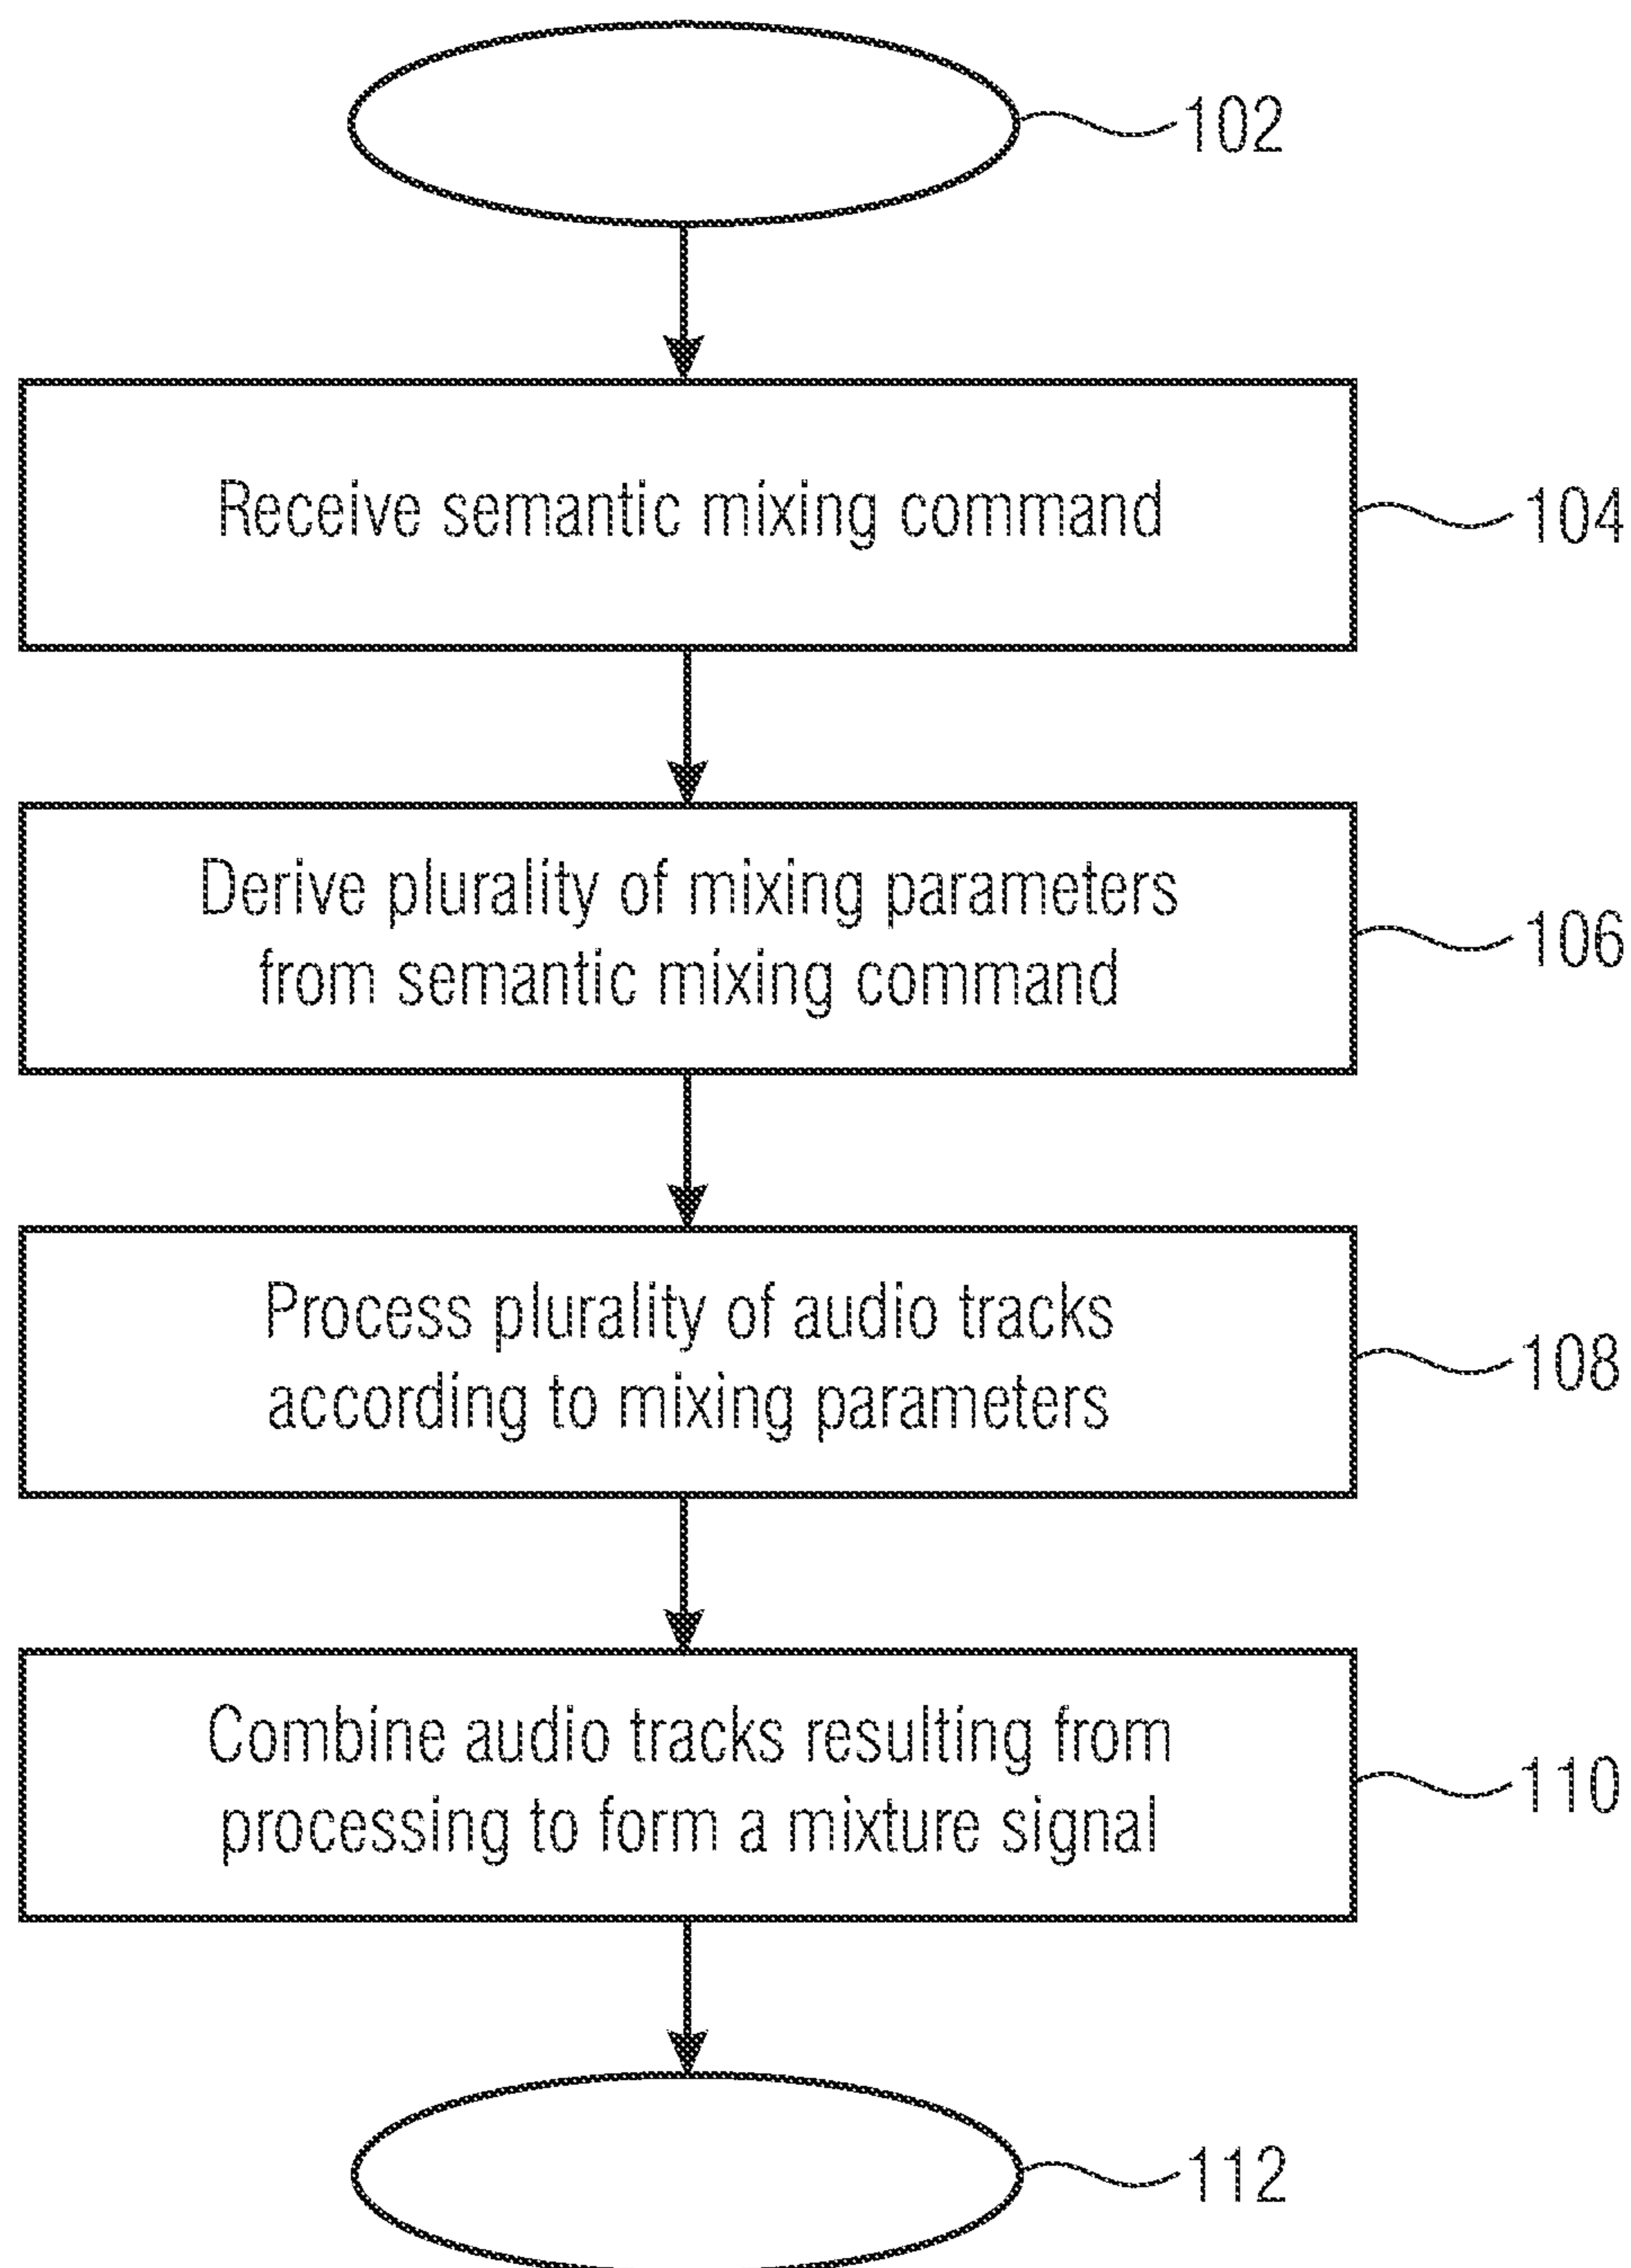 102
Receive semantic mixing command
104
Derive plurality of mixing parameters
from semantic mixing command
106
Process plurality of audio tracks
according to mixing parameters
108
Combine audio tracks resulting from
processing to form a mixture signal
110
112